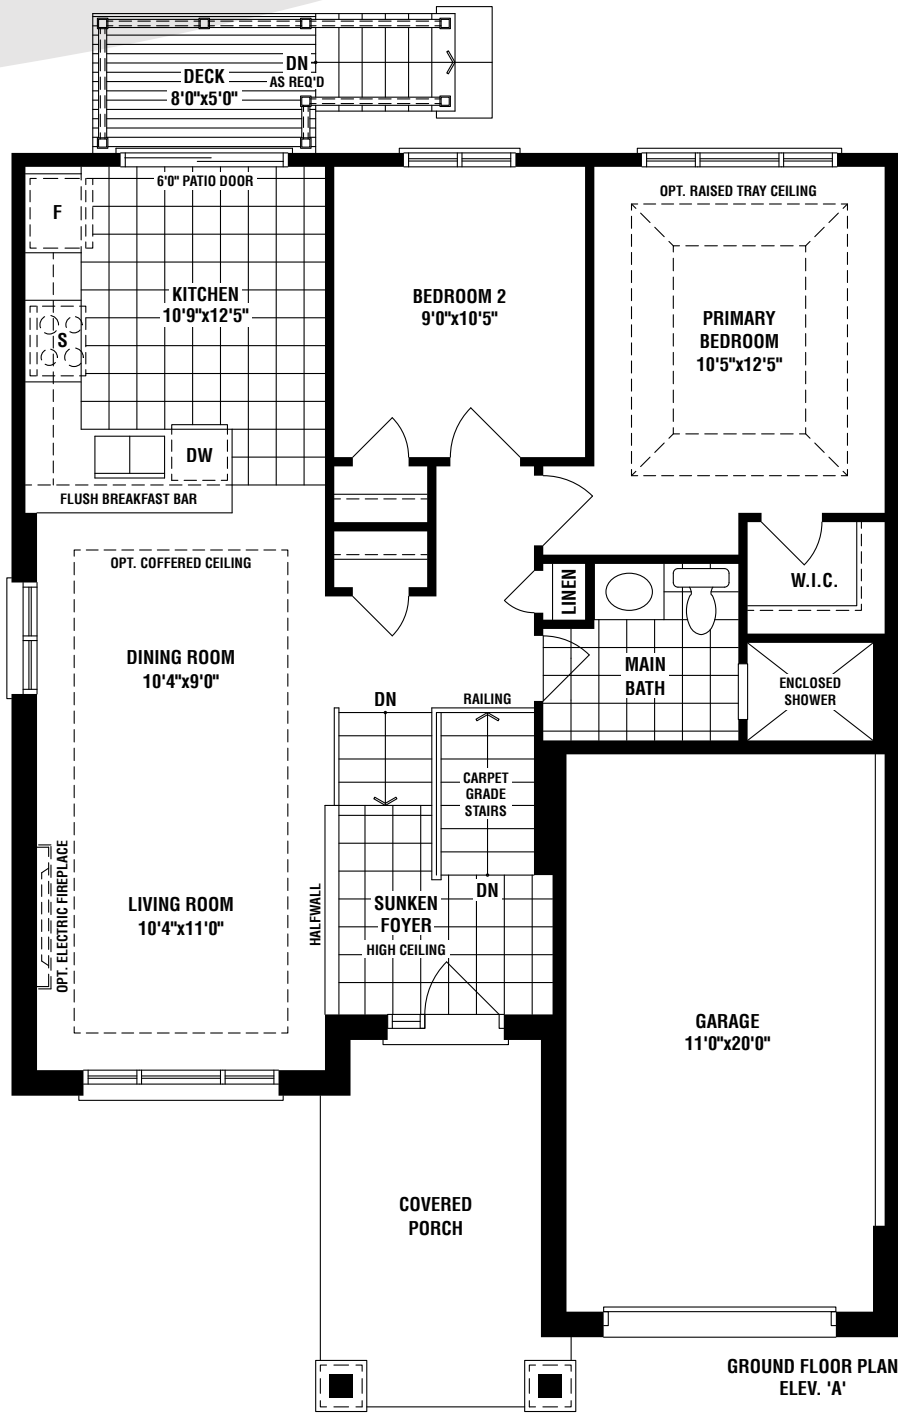 DN
AS REQ'D
DECK
8'0"x5'0"
6'0" PATIO DOOR
F
OPT. RAISED TRAY CEILING
KITCHEN
10'9"x12'5"
BEDROOM 2
9'0"x10'5"
PRIMARY
BEDROOM
10'5"x12'5"
S
DW
FLUSH BREAKFAST BAR
OPT. COFFERED CEILING
LINEN
W.I.C.
DINING ROOM
10'4"x9'0"
MAIN
BATH
ENCLOSED
SHOWER
DN
RAILING
CARPET
GRADE
STAIRS
OPT. ELECTRIC FIREPLACE
LIVING ROOM
10'4"x11'0"
HALFWALL
SUNKEN
FOYER
HIGH CEILING
DN
GARAGE
11'0"x20'0"
COVERED
PORCH
GROUND FLOOR PLAN
ELEV. 'A'